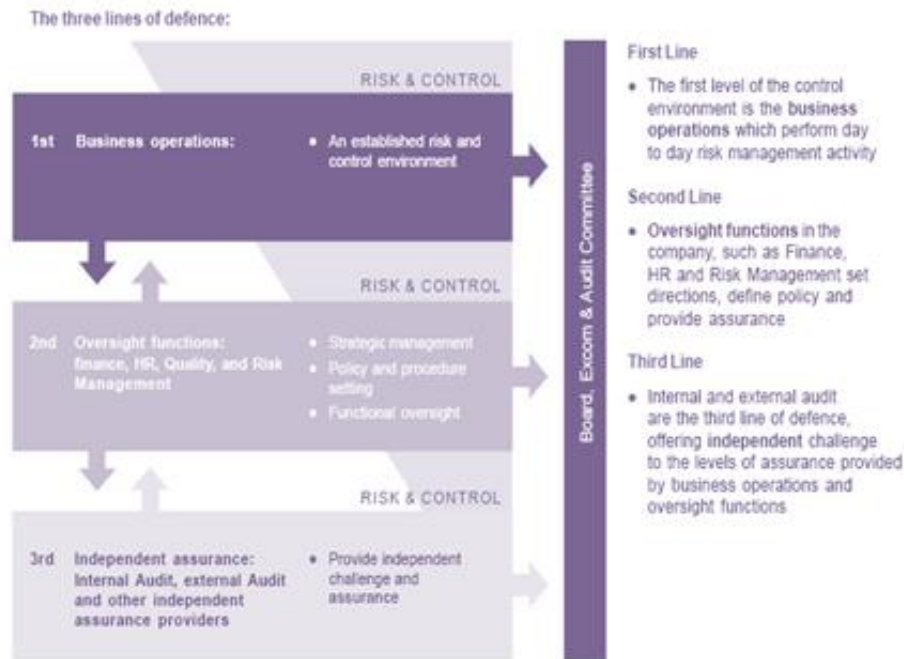 The three lines of defence:
RISK & CONTROL
1st Business operations:
• An established risk and
control environment
RISK & CONTROL
2nd Oversight functions:
finance, HR, Quality, and Risk
Management
• Strategic management
• Policy and procedure
setting
• Functional oversight
RISK & CONTROL
3rd Independent assurance:
Internal Audit, external Audit
and other independent
assurance providers
• Provide independent
challenge and
assurance
Board, Excom & Audit Committee
First Line
• The first level of the control
environment is the business
operations which perform day
to day risk management activity
Second Line
• Oversight functions in the
company, such as Finance,
HR and Risk Management set
directions, define policy and
provide assurance
Third Line
• Internal and external audit
are the third line of defence,
offering independent challenge
to the levels of assurance provided
by business operations and
oversight functions